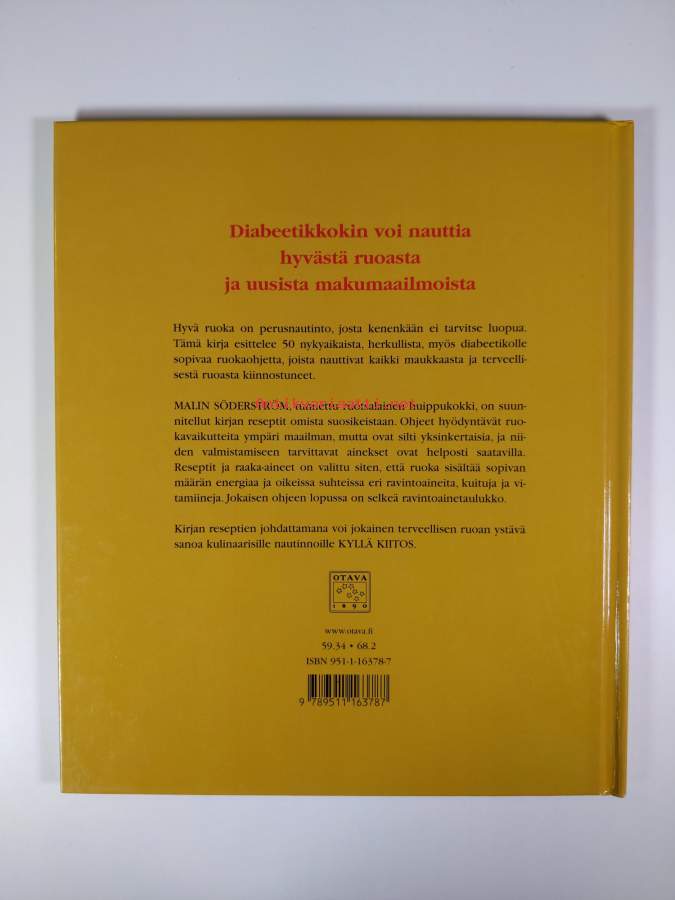 Diabeetikkokin voi nauttia
hyvästä ruoasta
ja uusista makumaailmoista
Hyvä ruoka on perusnautinto, josta kenenkään ei tarvitse luopua.
Tämä kirja esittelee 50 nykyaikaista, herkullista, myös diabeetikolle
sopivaa ruokaohjetta, joista nauttivat kaikki maukkaasta ja terveelli-
sestä ruoasta kiinnostuneet.
antikvariaatti.net
MALIN SÖDERSTRÖM, nimetty ruotsalainen huippukokki, on suun-
nitellut kirjan reseptit omista suosikeistaan. Ohjeet hyödyntävät ruo-
kavaikutteita ympäri maailman, mutta ovat silti yksinkertaisia, ja nii-
den valmistamiseen tarvittavat ainekset ovat helposti saatavilla.
Reseptit ja raaka-aineet on valittu siten, että ruoka sisältää sopivan
määrän energiaa ja oikeissa suhteissa eri ravintoaineita, kuituja ja vi-
tamiineja. Jokaisen ohjeen lopussa on selkeä ravintoainetaulukko.
Kirjan reseptien johdattamana voi jokainen terveellisen ruoan ystävä
sanoa kulinaarisille nautinnoille KYLLÄ KIITOS.
OTAVA
1890
www.otava.fi
59.34 • 68.2
ISBN 951-1-16378-7
9 789511 163787